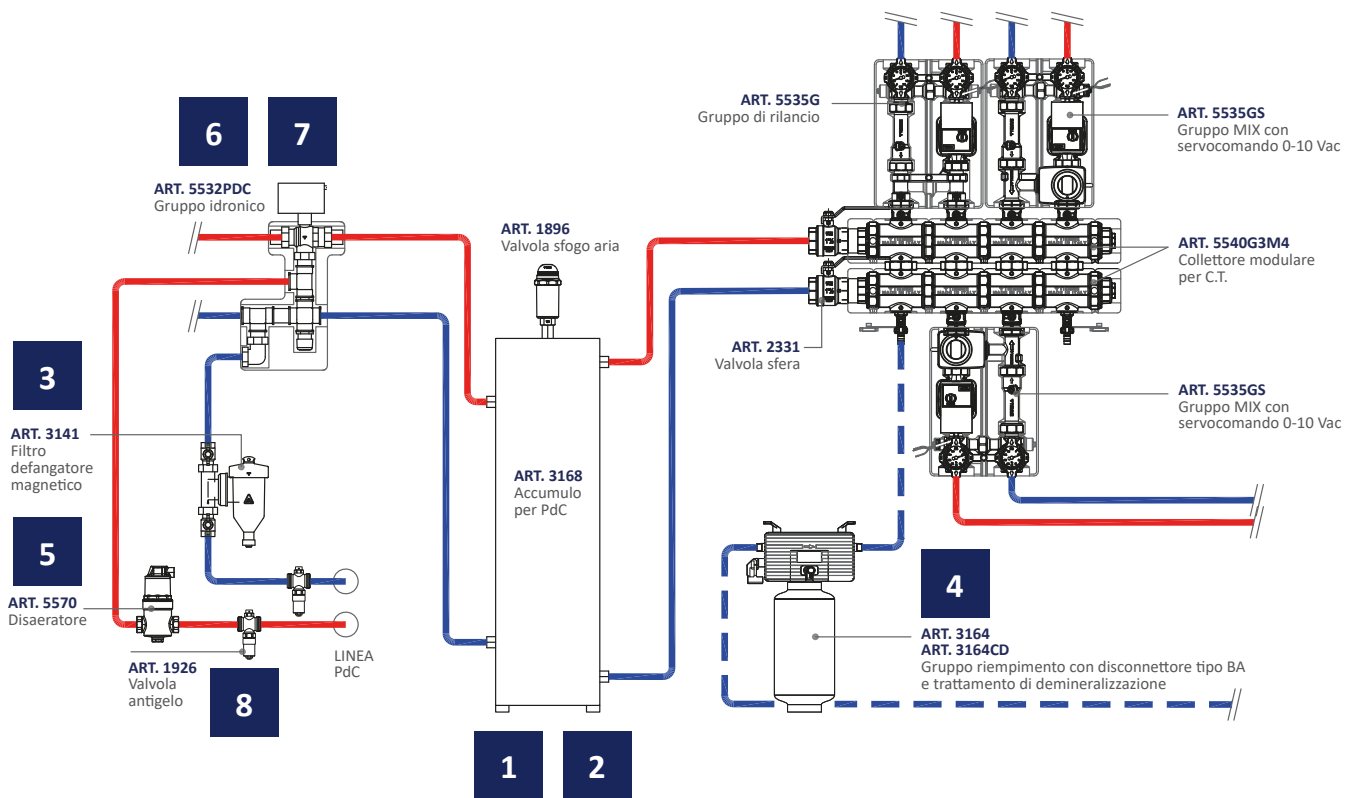 6
7
ART. 5532PDC
Gruppo idronico
ART. 1896
Valvola sfogo aria
ART. 5535G
Gruppo di rilancio
ART. 5535GS
Gruppo MIX con
servocomando 0-10 Vac
ART. 5540G3M4
Collettore modulare
per C.T.
ART. 2331
Valvola sfera
ART. 5535GS
Gruppo MIX con
servocomando 0-10 Vac
3
ART. 3141
Filtro
defangatore
magnetico
ART. 3168
Accumulo
per PdC
5
ART. 5570
Disaeratore
ART. 1926
Valvola
antigelo
8
LINEA
PdC
4
ART. 3164
ART. 3164CD
Gruppo riempimento con disconnettore tipo BA
e trattamento di demineralizzazione
1
2